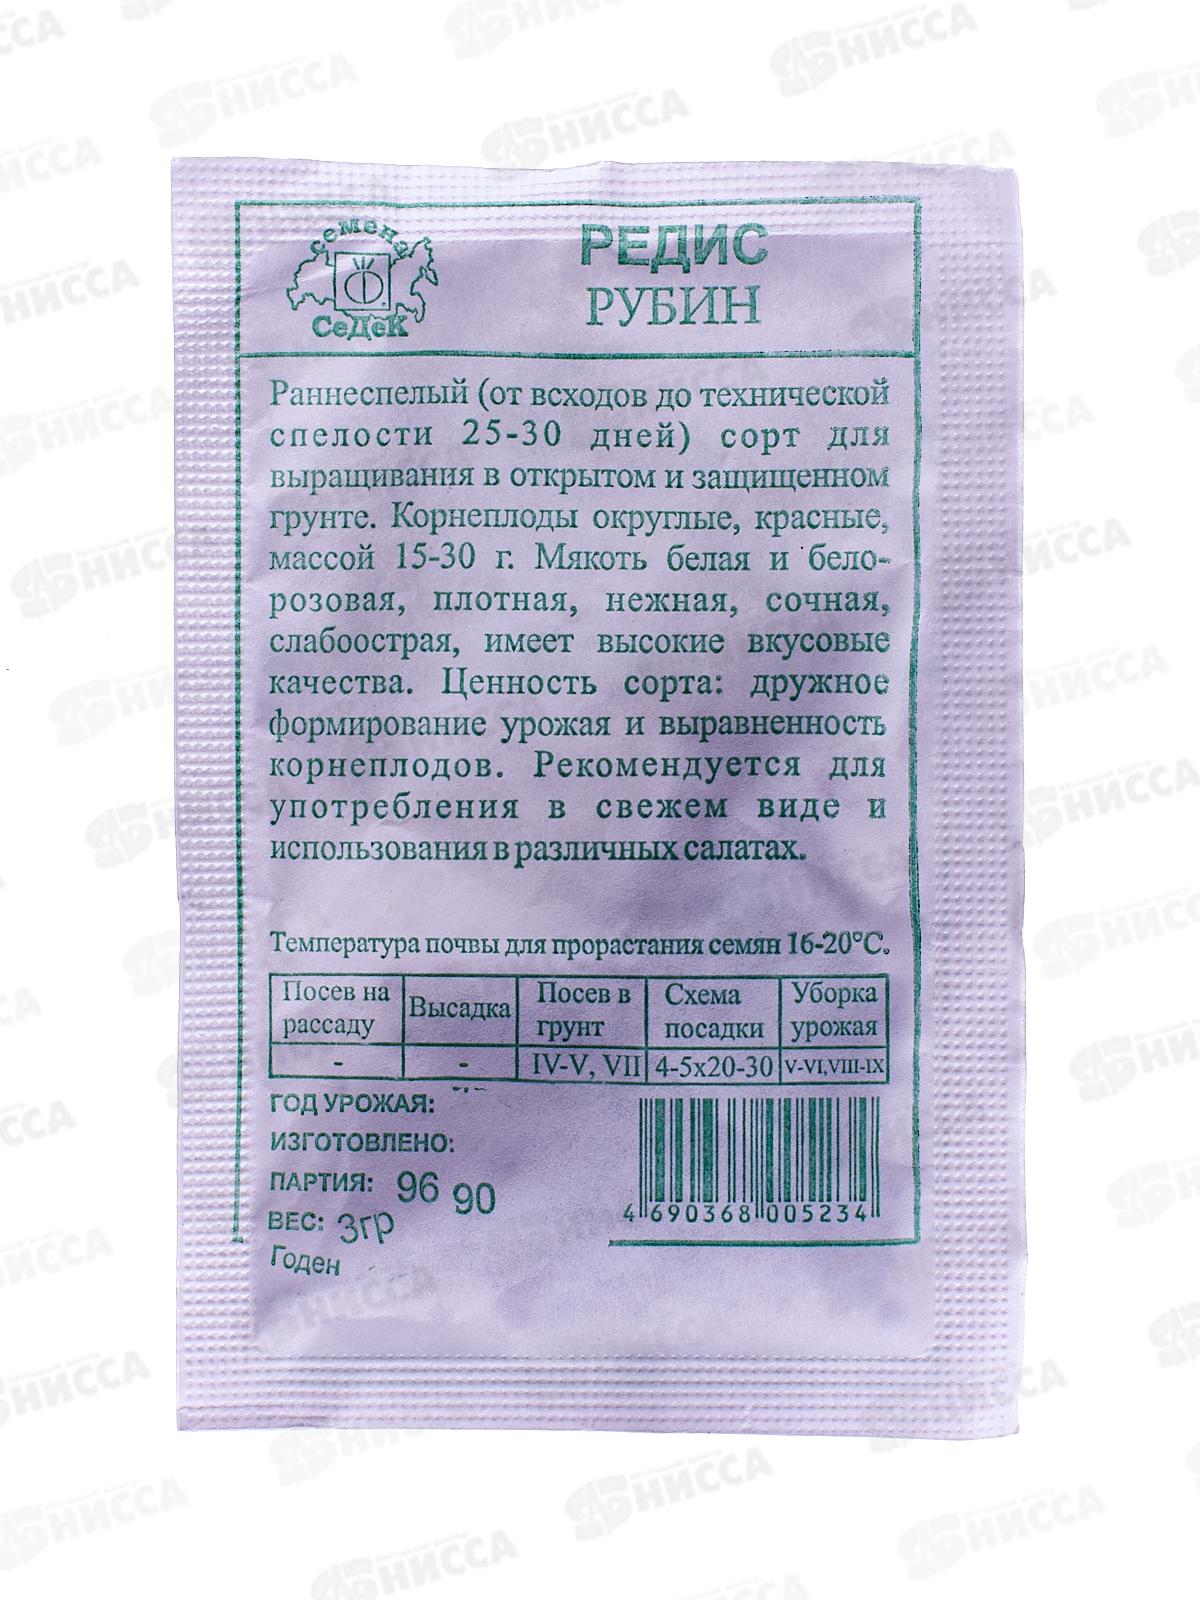 семена
СеДеК
РЕДИС
РУБИН
Раннеспелый (от всходов до технической
спелости 25-30 дней) сорт для
выращивания в открытом и защищенном
грунте. Корнеплоды округлые, красные,
массой 15-30 г. Мякоть белая и бело-
розовая, плотная, нежная, сочная,
слабоострая, имеет высокие вкусовые
качества. Ценность сорта: дружное
формирование урожая и выравненность
корнеплодов. Рекомендуется для
употребления в свежем виде и
использования в различных салатах.
Температура почвы для прорастания семян 16-20°С.
Посев на рассаду Высадка Посев в грунт Схема посадки Уборка урожая
- - IV-V, VII 4-5х20-30 V-VI,VIII-IX
ГОД УРОЖАЯ:
ИЗГОТОВЛЕНО:
ПАРТИЯ: 96 90
ВЕС: 3гр
Годен
4 690368 005234
НИССА